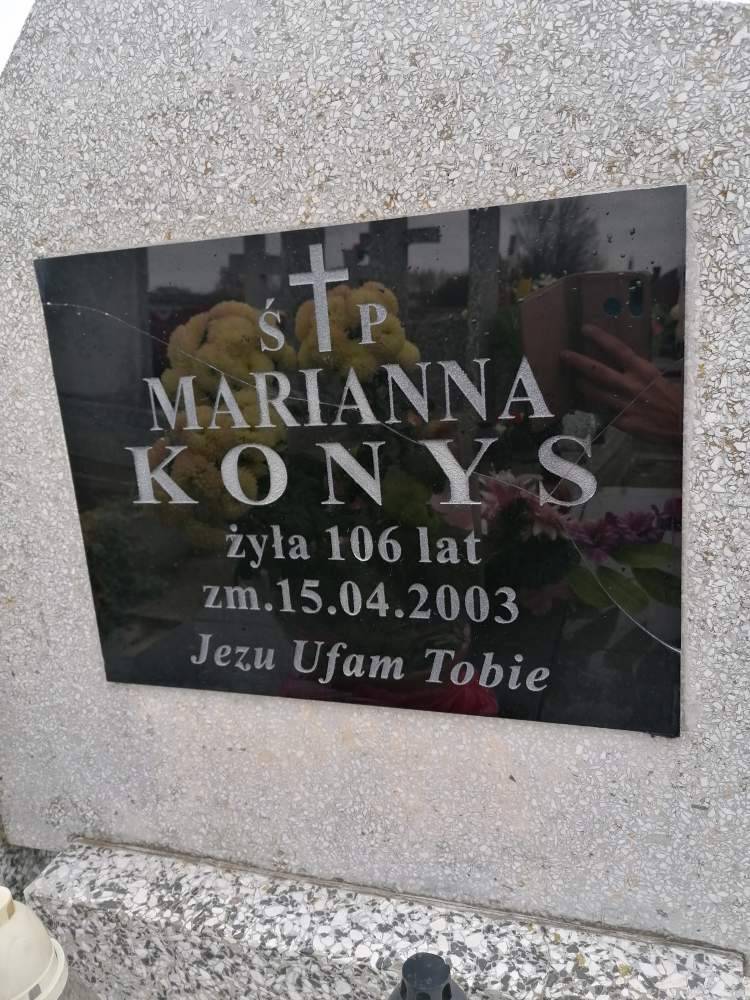 Ś P
MARIANNA
KONYS
żyła 106 lat
zm.15.04.2003
Jezu Ufam Tobie